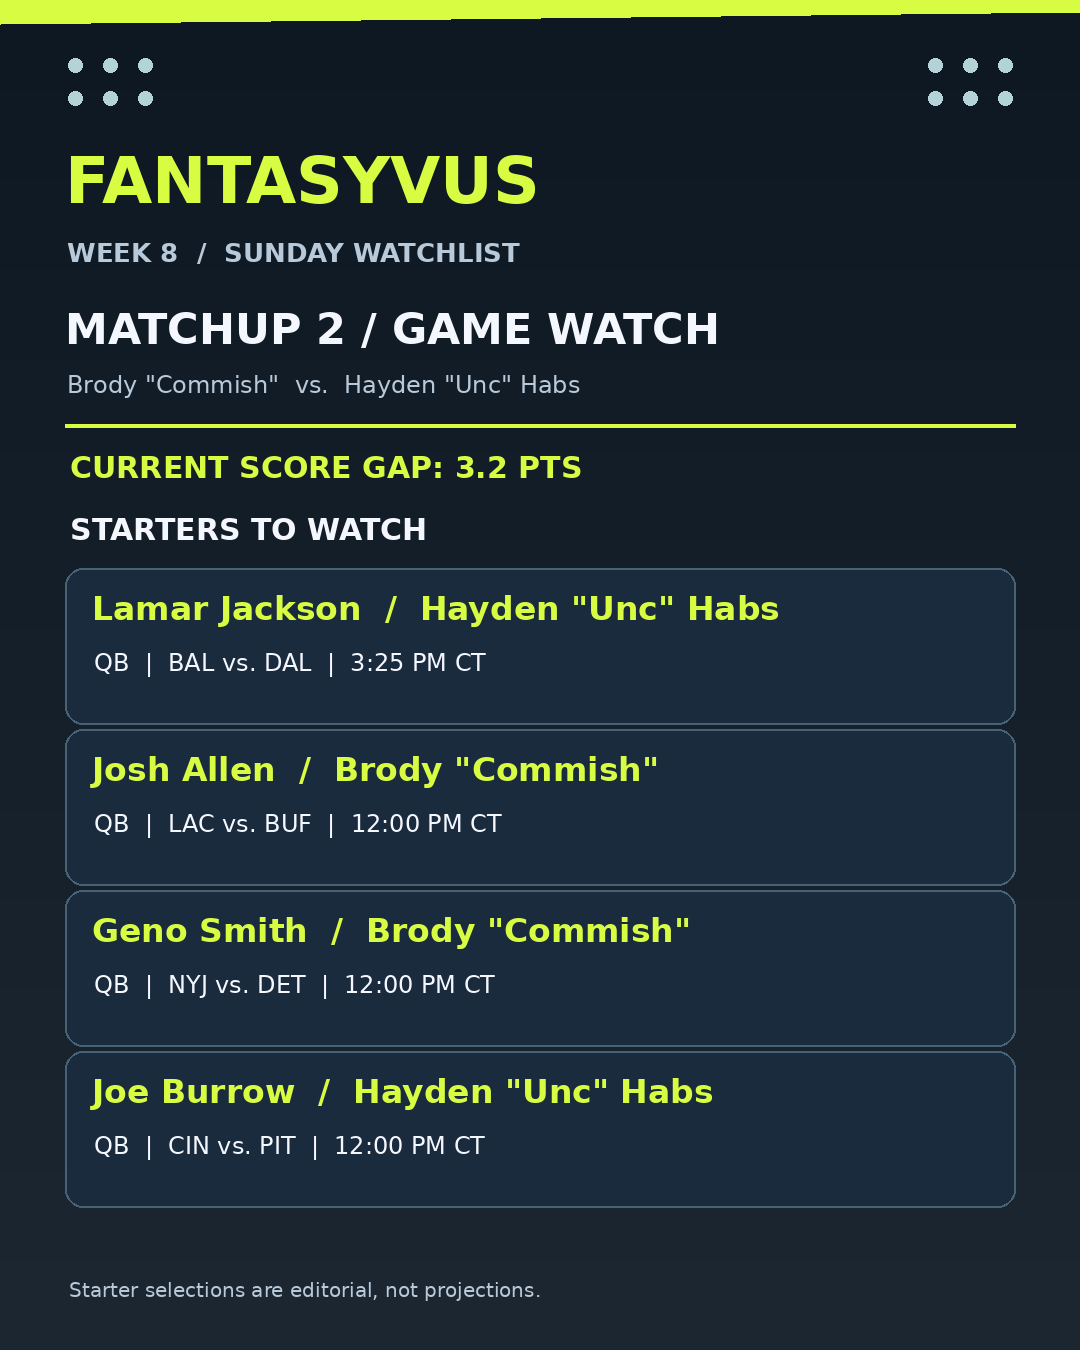 FANTASYVUS
WEEK 8 / SUNDAY WATCHLIST
MATCHUP 2 / GAME WATCH
Brody "Commish" vs. Hayden "Unc" Habs
CURRENT SCORE GAP: 3.2 PTS
STARTERS TO WATCH
Lamar Jackson / Hayden "Unc" Habs
QB | BAL vs. DAL | 3:25 PM CT
Josh Allen / Brody "Commish"
QB | LAC vs. BUF | 12:00 PM CT
Geno Smith / Brody "Commish"
QB | NYJ vs. DET | 12:00 PM CT
Joe Burrow / Hayden "Unc" Habs
QB | CIN vs. PIT | 12:00 PM CT
Starter selections are editorial, not projections.